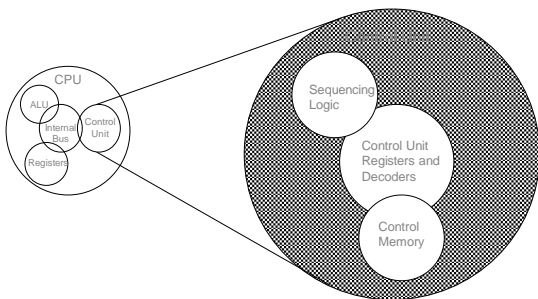 CPU
ALU
Internal
Bus
Control
Unit
Registers
Sequencing
Logic
Control Unit
Registers and
Decoders
Control
Memory